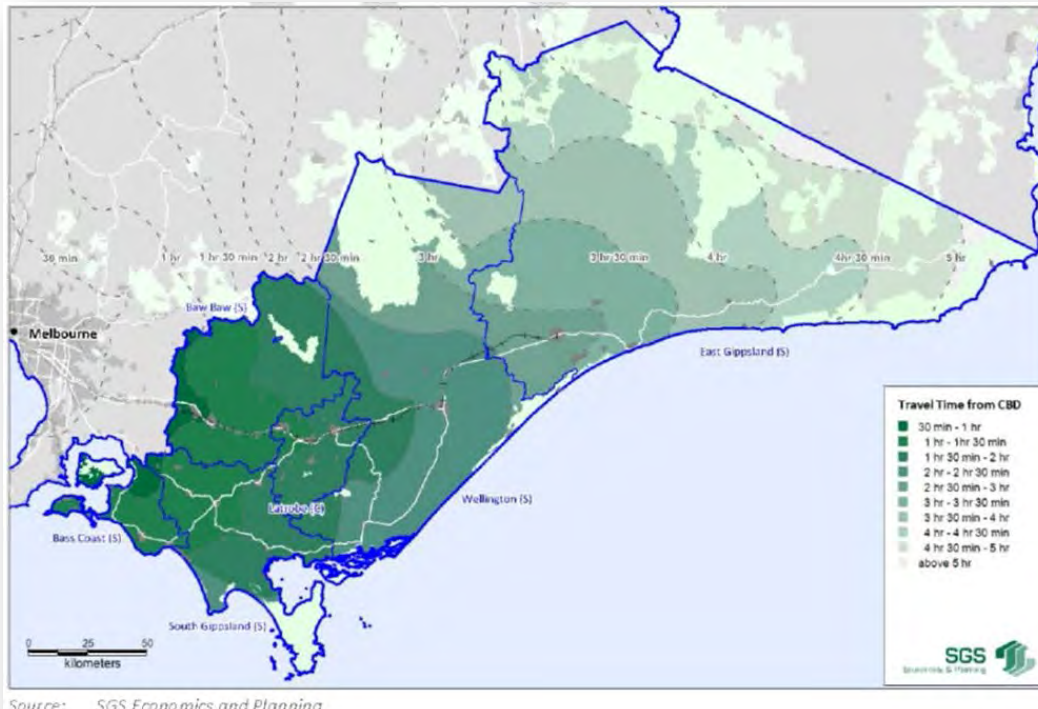 30 min
1 hr
1 hr 30 min
2 hr
2 hr 30 min
3 hr
3 hr 30 min
4 hr
4hr 30 min
5 hr
Baw Baw (S)
Melbourne
East Gippsland (S)
Wellington (S)
Latrobe (C)
Bass Coast (S)
South Gippsland (S)
0 25 50
kilometers
Travel Time from CBD
30 min - 1 hr
1 hr - 1hr 30 min
1 hr 30 min - 2 hr
2 hr - 2 hr 30 min
2 hr 30 min - 3 hr
3 hr - 3 hr 30 min
3 hr 30 min - 4 hr
4 hr - 4 hr 30 min
4 hr 30 min - 5 hr
above 5 hr
SGS
Economics & Planning
Source: SGS Economics and Planning